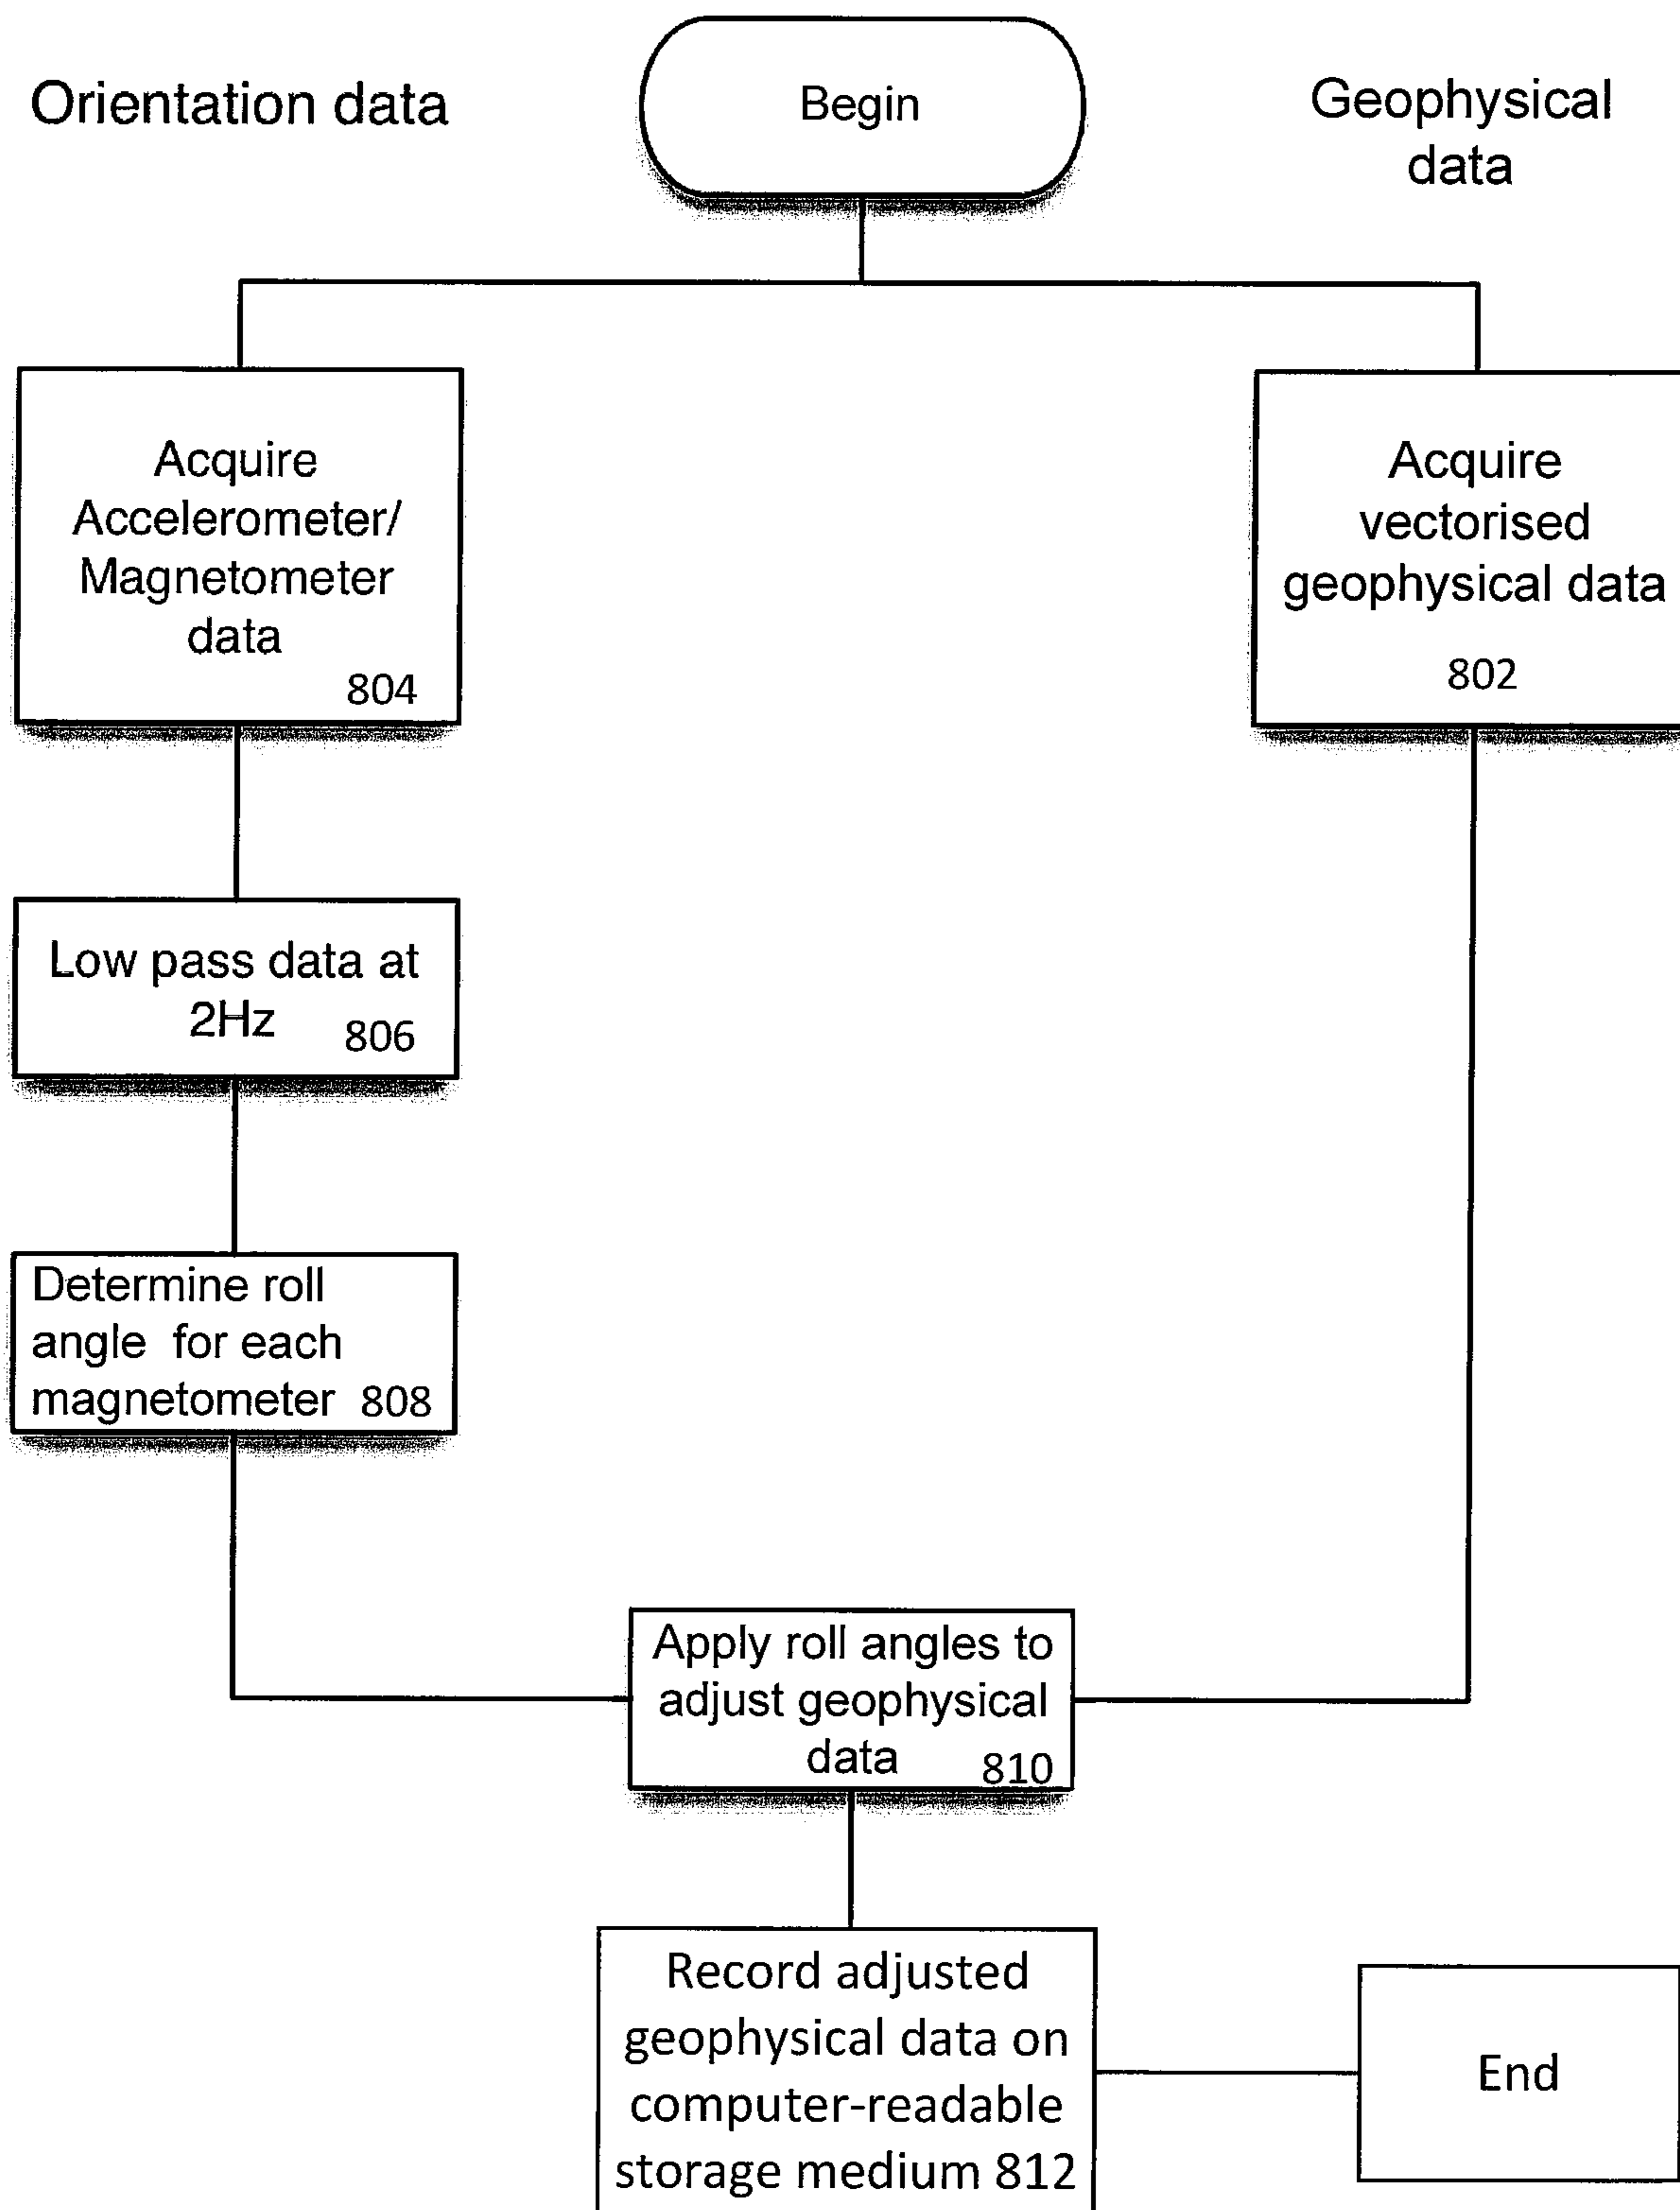 Orientation data
Begin
Geophysical
data
Acquire
Accelerometer/
Magnetometer
data
804
Acquire
vectorised
geophysical data
802
Low pass data at
2Hz 806
Determine roll
angle for each
magnetometer 808
Apply roll angles to
adjust geophysical
data 810
Record adjusted
geophysical data on
computer-readable
storage medium 812
End